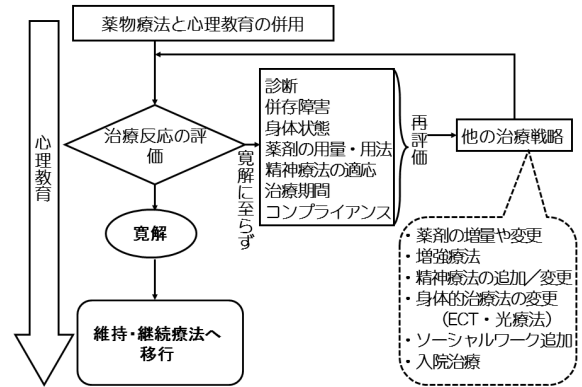 薬物療法と心理教育の併用
心理教育
治療反応の評
価
寛解に至らず
診断
併存障害
身体状態
薬剤の用量・用法
精神療法の適応
治療期間
コンプライアンス
再評価
他の治療戦略
寛解
維持・継続療法へ
移行
・薬剤の増量や変更
・増強療法
・精神療法の追加／変更
・身体的治療法の変更
（ECT・光療法）
・ソーシャルワーク追加
・入院治療